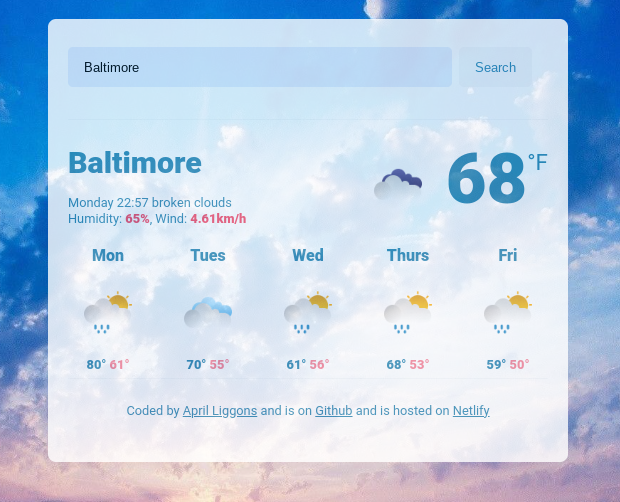 Baltimore
Search
Baltimore
68°F
Monday 22:57 broken clouds
Humidity: 65%, Wind: 4.61km/h
Mon Tues Wed Thurs Fri
80° 61° 70° 55° 61° 56° 68° 53° 59° 50°
Coded by April Liggons and is on Github and is hosted on Netlify